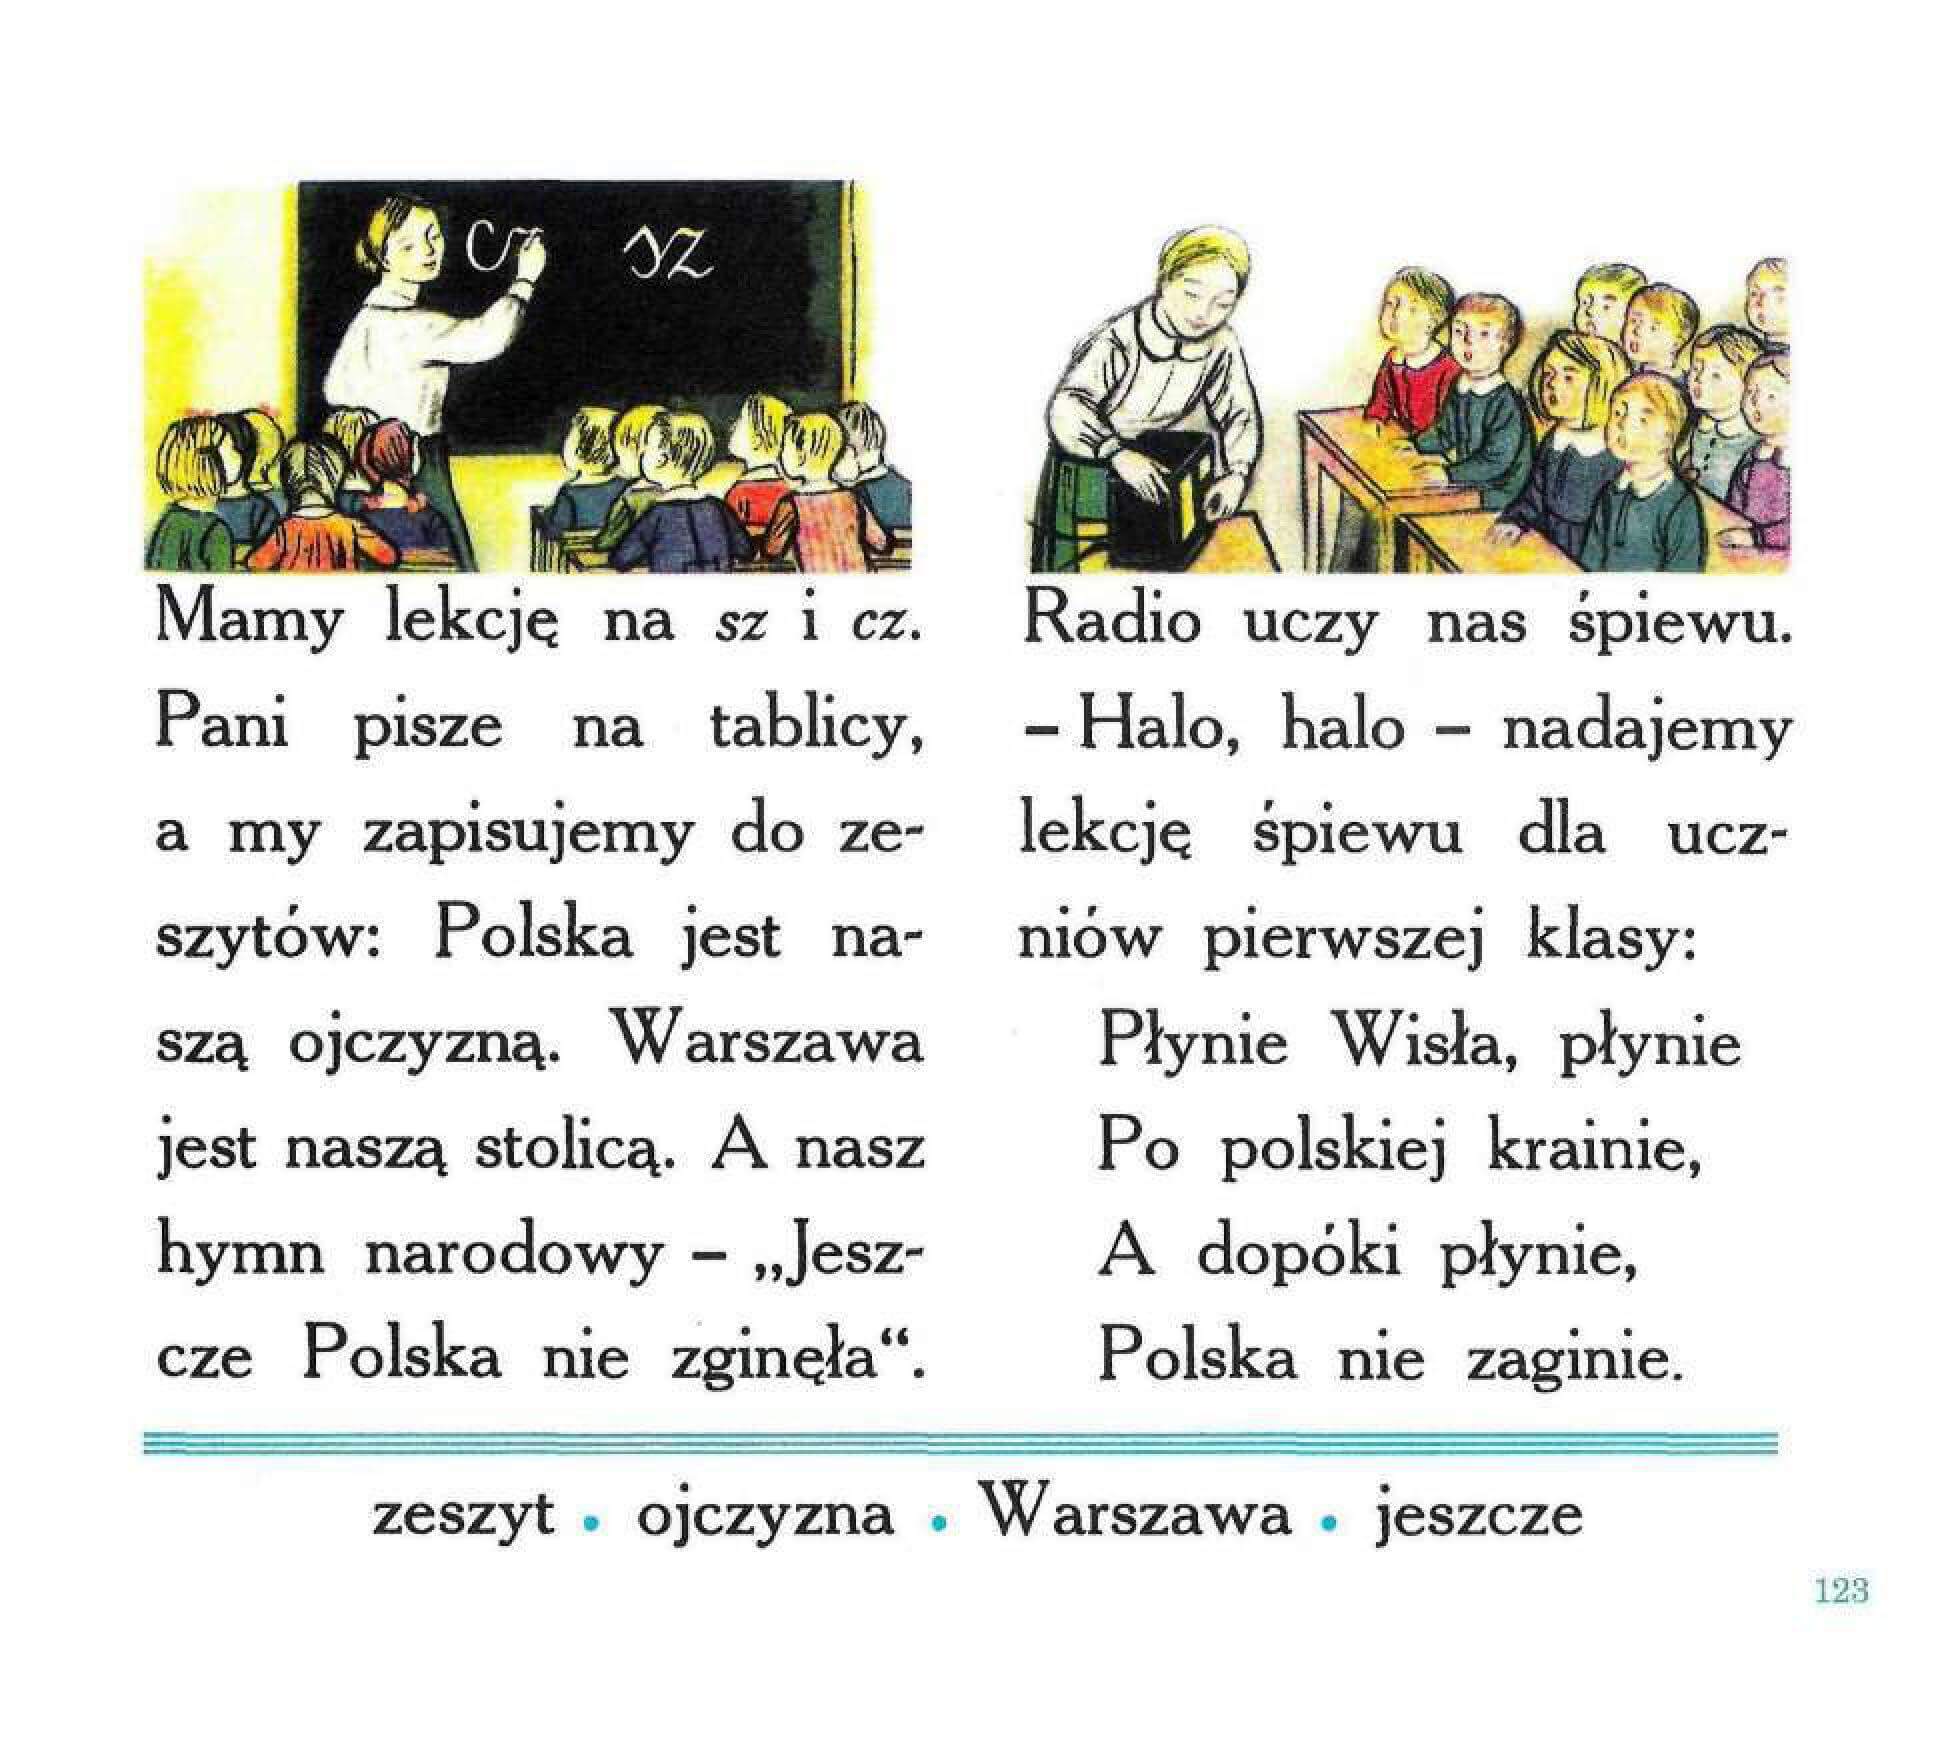 cz sz
Mamy lekcję na sz i cz.
Pani pisze na tablicy,
a my zapisujemy do ze-
szytów: Polska jest na-
szą ojczyzną. Warszawa
jest naszą stolicą. A nasz
hymn narodowy – „Jesz-
cze Polska nie zginęła“.
Radio uczy nas śpiewu.
– Halo, halo – nadajemy
lekcję śpiewu dla ucz-
niów pierwszej klasy:
Płynie Wisła, płynie
Po polskiej krainie,
A dopóki płynie,
Polska nie zaginie.
zeszyt • ojczyzna • Warszawa • jeszcze
123